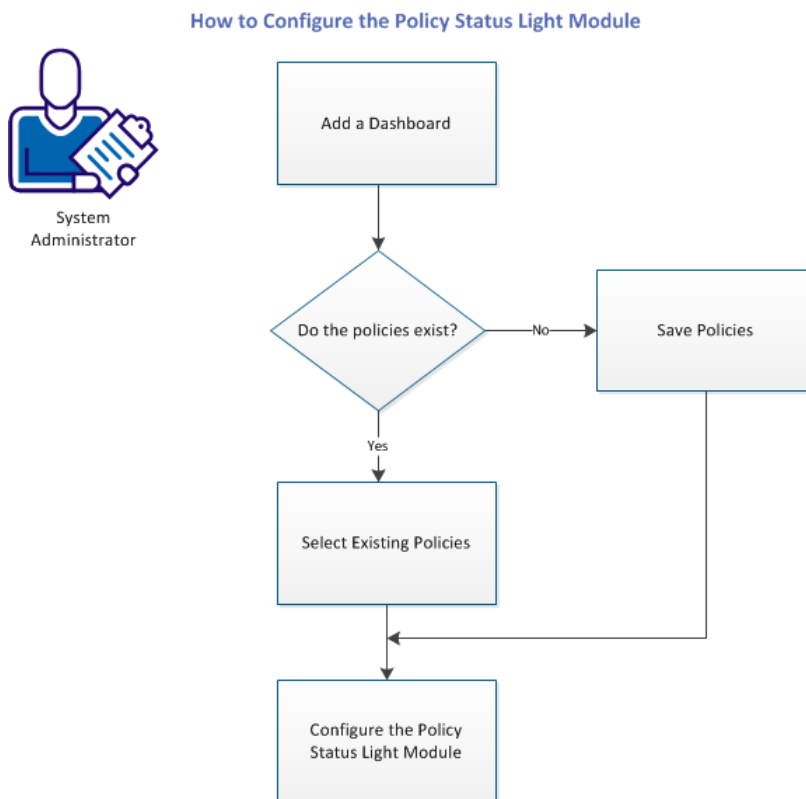 How to Configure the Policy Status Light Module
System
Administrator
Add a Dashboard
Do the policies exist?
No
Save Policies
Yes
Select Existing Policies
Configure the Policy
Status Light Module